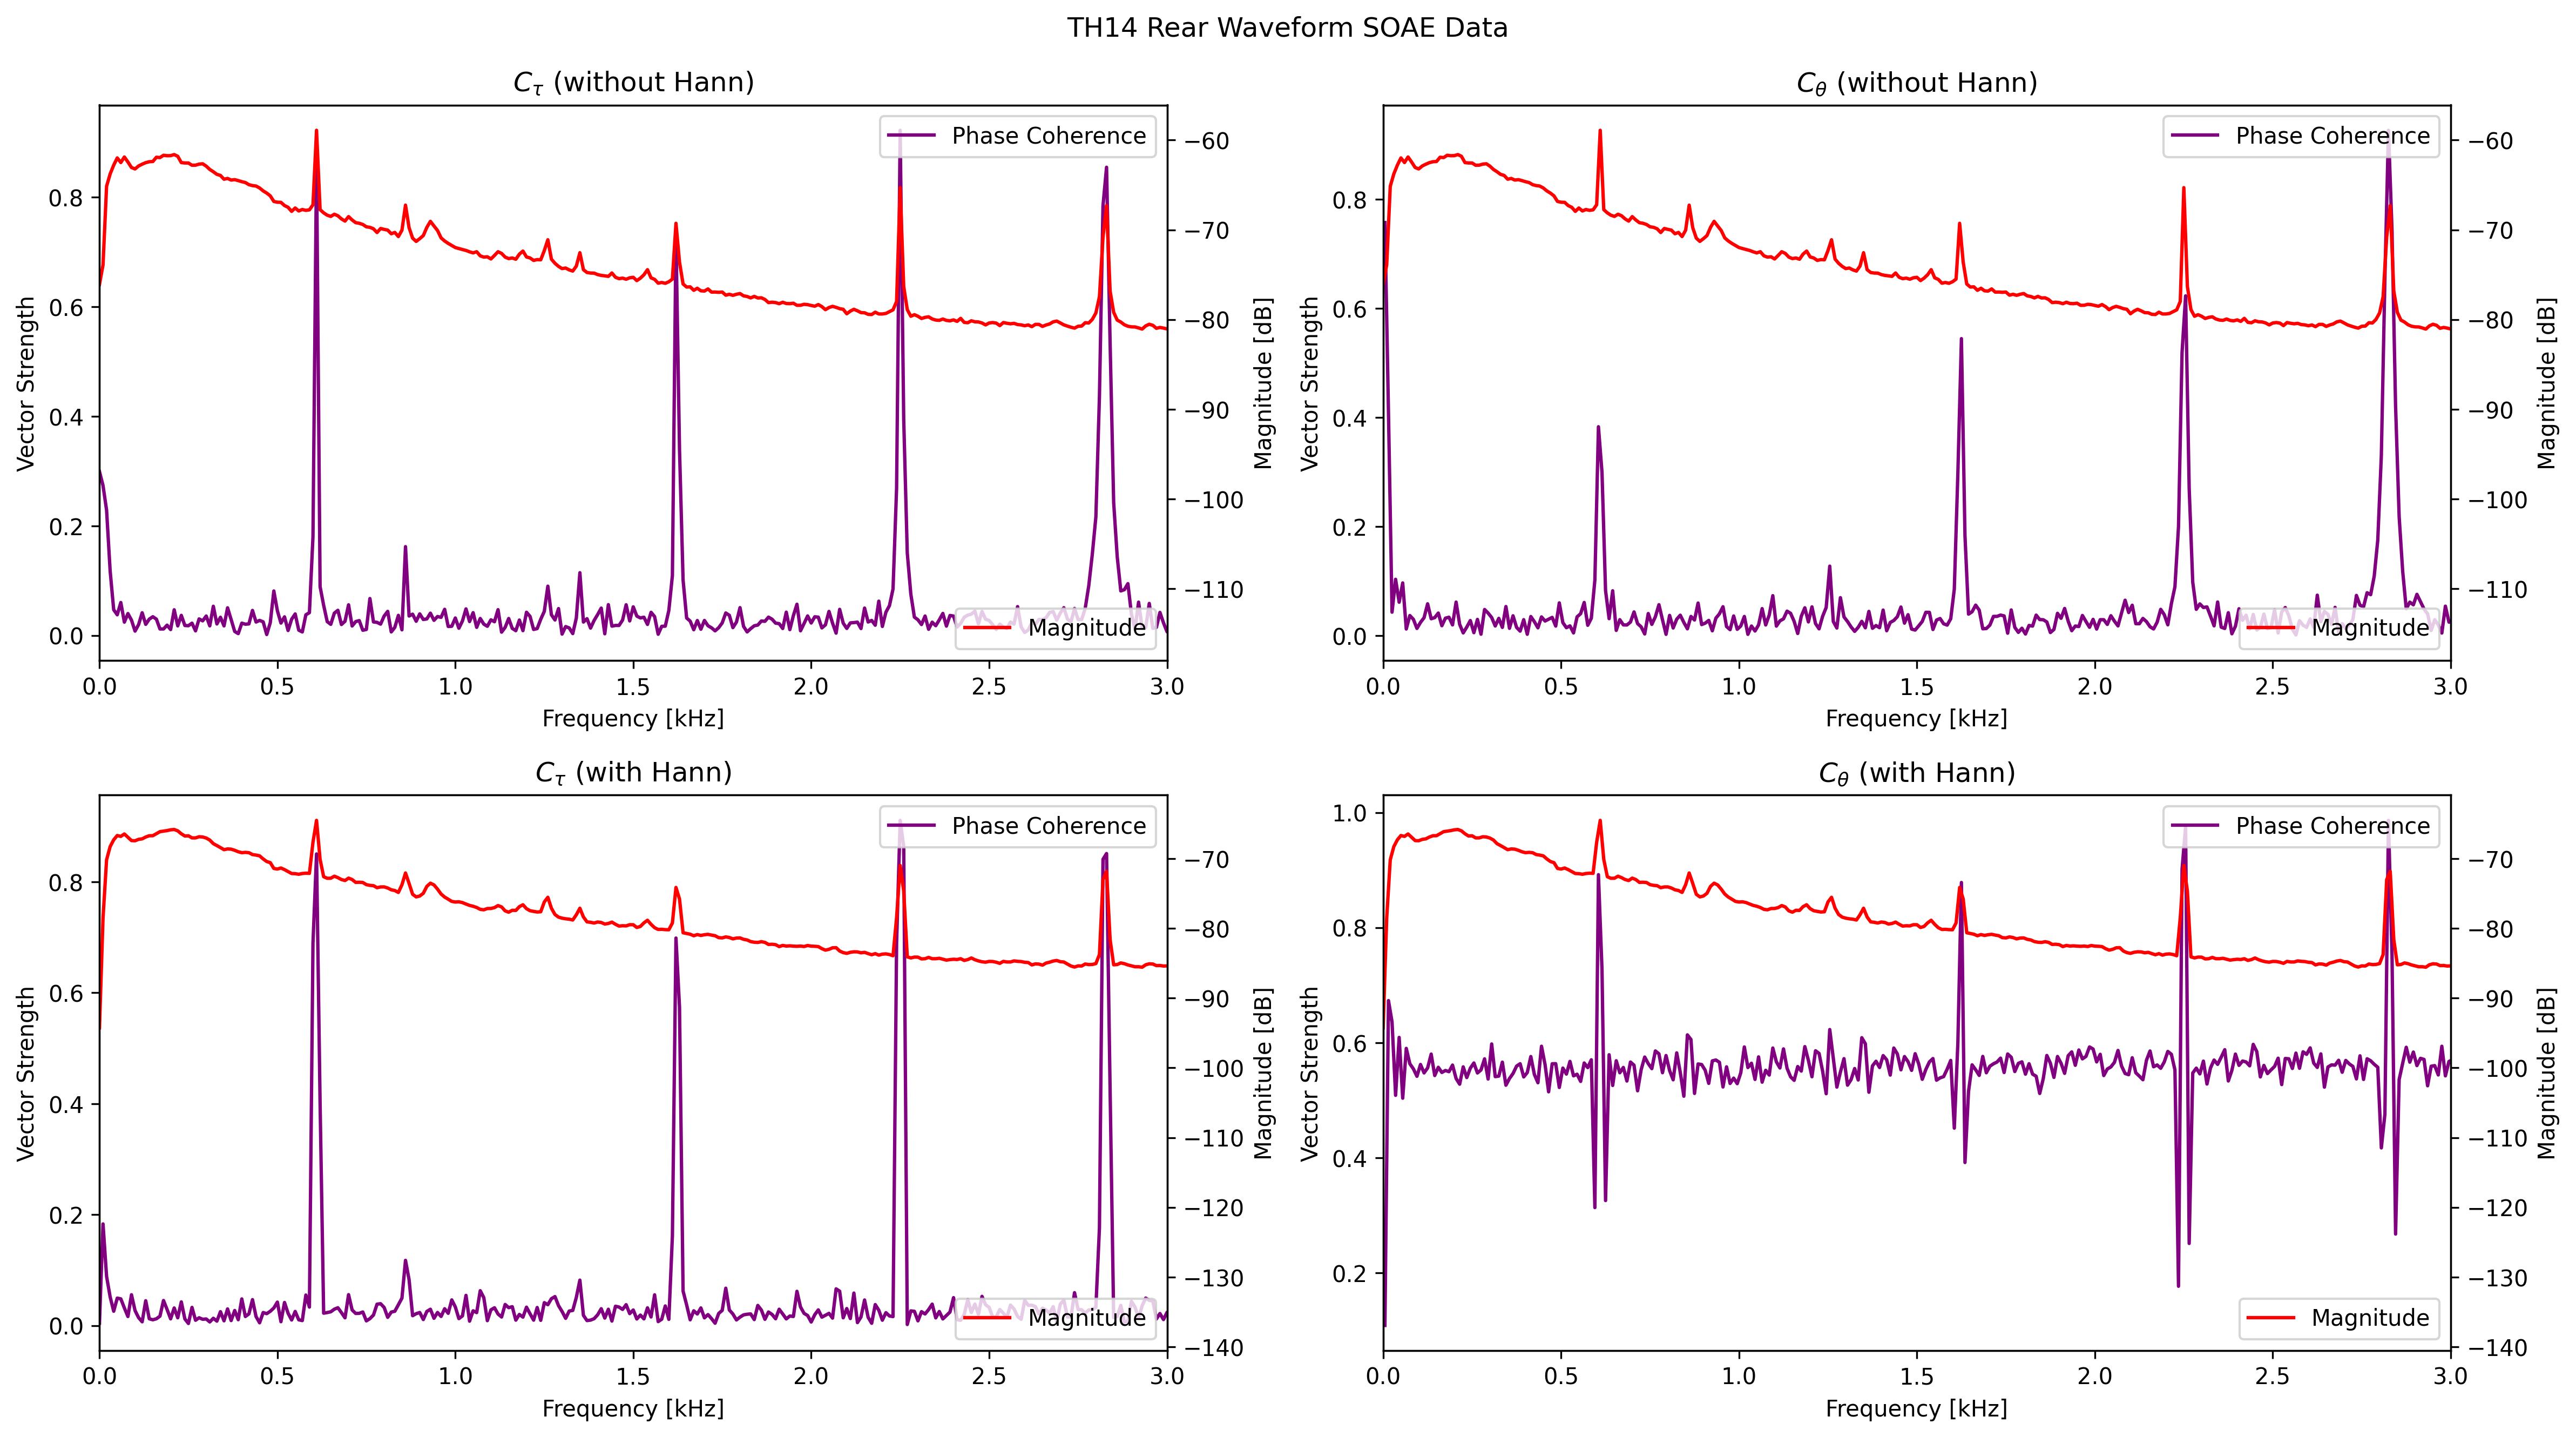 TH14 Rear Waveform SOAE Data
Cτ (without Hann)
Phase Coherence
Magnitude
Vector Strength
0.8
0.6
0.4
0.2
0.0
−60
−70
−80
−90
−100
−110
Magnitude [dB]
0.0 0.5 1.0 1.5 2.0 2.5 3.0
Frequency [kHz]
Cθ (without Hann)
Phase Coherence
Magnitude
Vector Strength
0.8
0.6
0.4
0.2
0.0
−60
−70
−80
−90
−100
−110
Magnitude [dB]
0.0 0.5 1.0 1.5 2.0 2.5 3.0
Frequency [kHz]
Cτ (with Hann)
Phase Coherence
Magnitude
Vector Strength
0.8
0.6
0.4
0.2
0.0
−70
−80
−90
−100
−110
−120
−130
−140
Magnitude [dB]
0.0 0.5 1.0 1.5 2.0 2.5 3.0
Frequency [kHz]
Cθ (with Hann)
Phase Coherence
Magnitude
Vector Strength
1.0
0.8
0.6
0.4
0.2
−70
−80
−90
−100
−110
−120
−130
−140
Magnitude [dB]
0.0 0.5 1.0 1.5 2.0 2.5 3.0
Frequency [kHz]